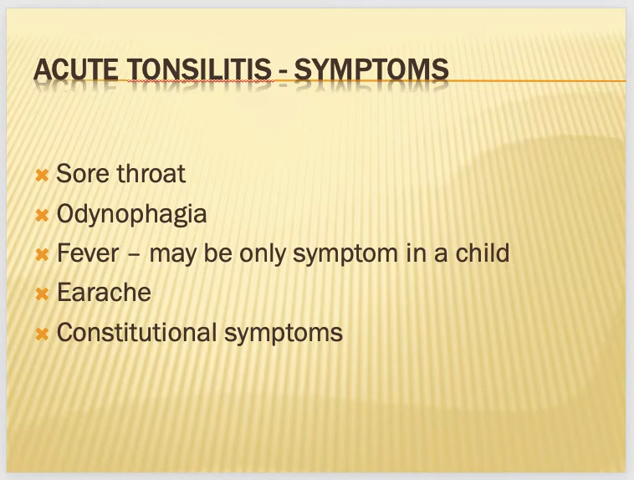 ACUTE TONSILITIS - SYMPTOMS
Sore throat
Odynophagia
Fever – may be only symptom in a child
Earache
Constitutional symptoms